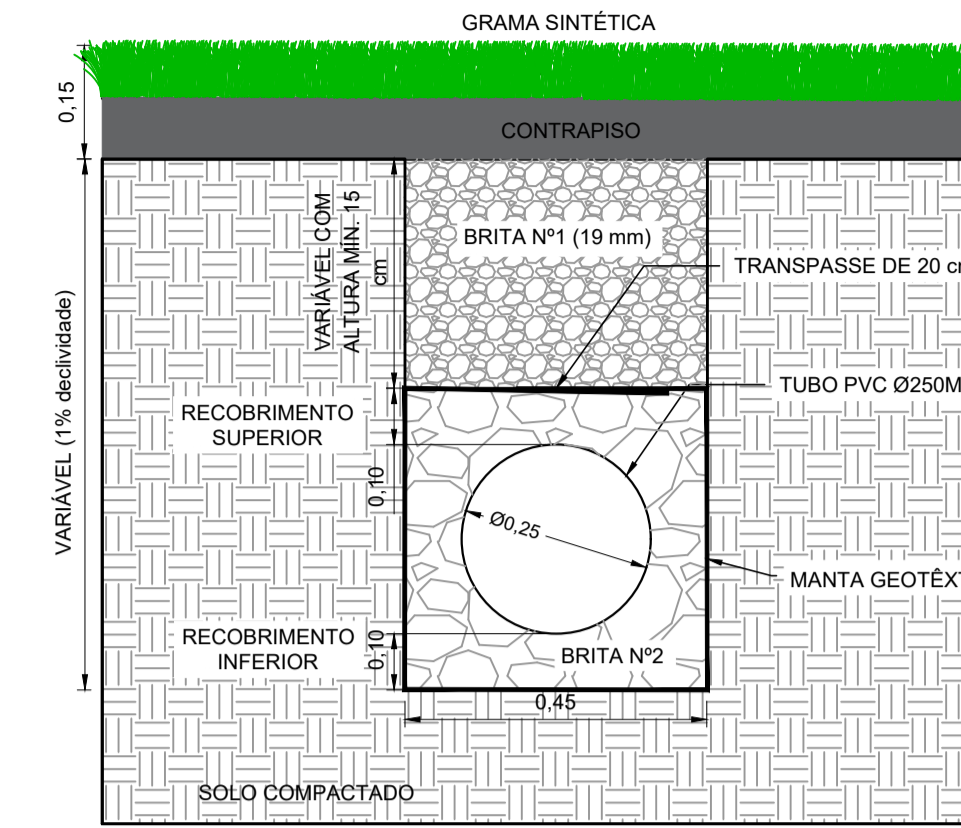 GRAMA SINTÉTICA
0,15
CONTRAPISO
VARIÁVEL COM
ALTURA MÍN. 15
cm
BRITA Nº1 (19 mm)
TRANSPASSE DE 20
TUBO PVC
VARIÁVEL (1% declividade)
RECOBRIMENTO
SUPERIOR
0,10
Ø0,25
MANTA
RECOBRIMENTO
INFERIOR
0,10
BRITA Nº2
0,45
SOLO COMPACTADO